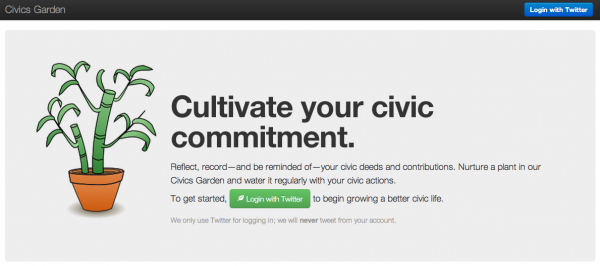 Civics Garden
Login with Twitter
Cultivate your civic
commitment.
Reflect, record—and be reminded of—your civic deeds and contributions. Nurture a plant in our
Civics Garden and water it regularly with your civic actions.
To get started, Login with Twitter to begin growing a better civic life.
We only use Twitter for logging in; we will never tweet from your account.